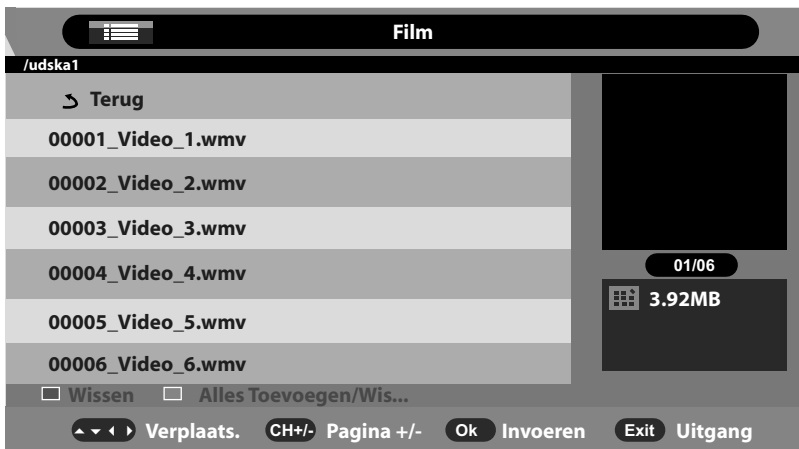 Film
/udska1
Terug
00001_Video_1.wmv
00002_Video_2.wmv
00003_Video_3.wmv
00004_Video_4.wmv
00005_Video_5.wmv
00006_Video_6.wmv
01/06
3.92MB
Wissen Alles Toevoegen/Wis...
Verplaats. CH+/- Pagina +/- Ok Invoeren Exit Uitgang